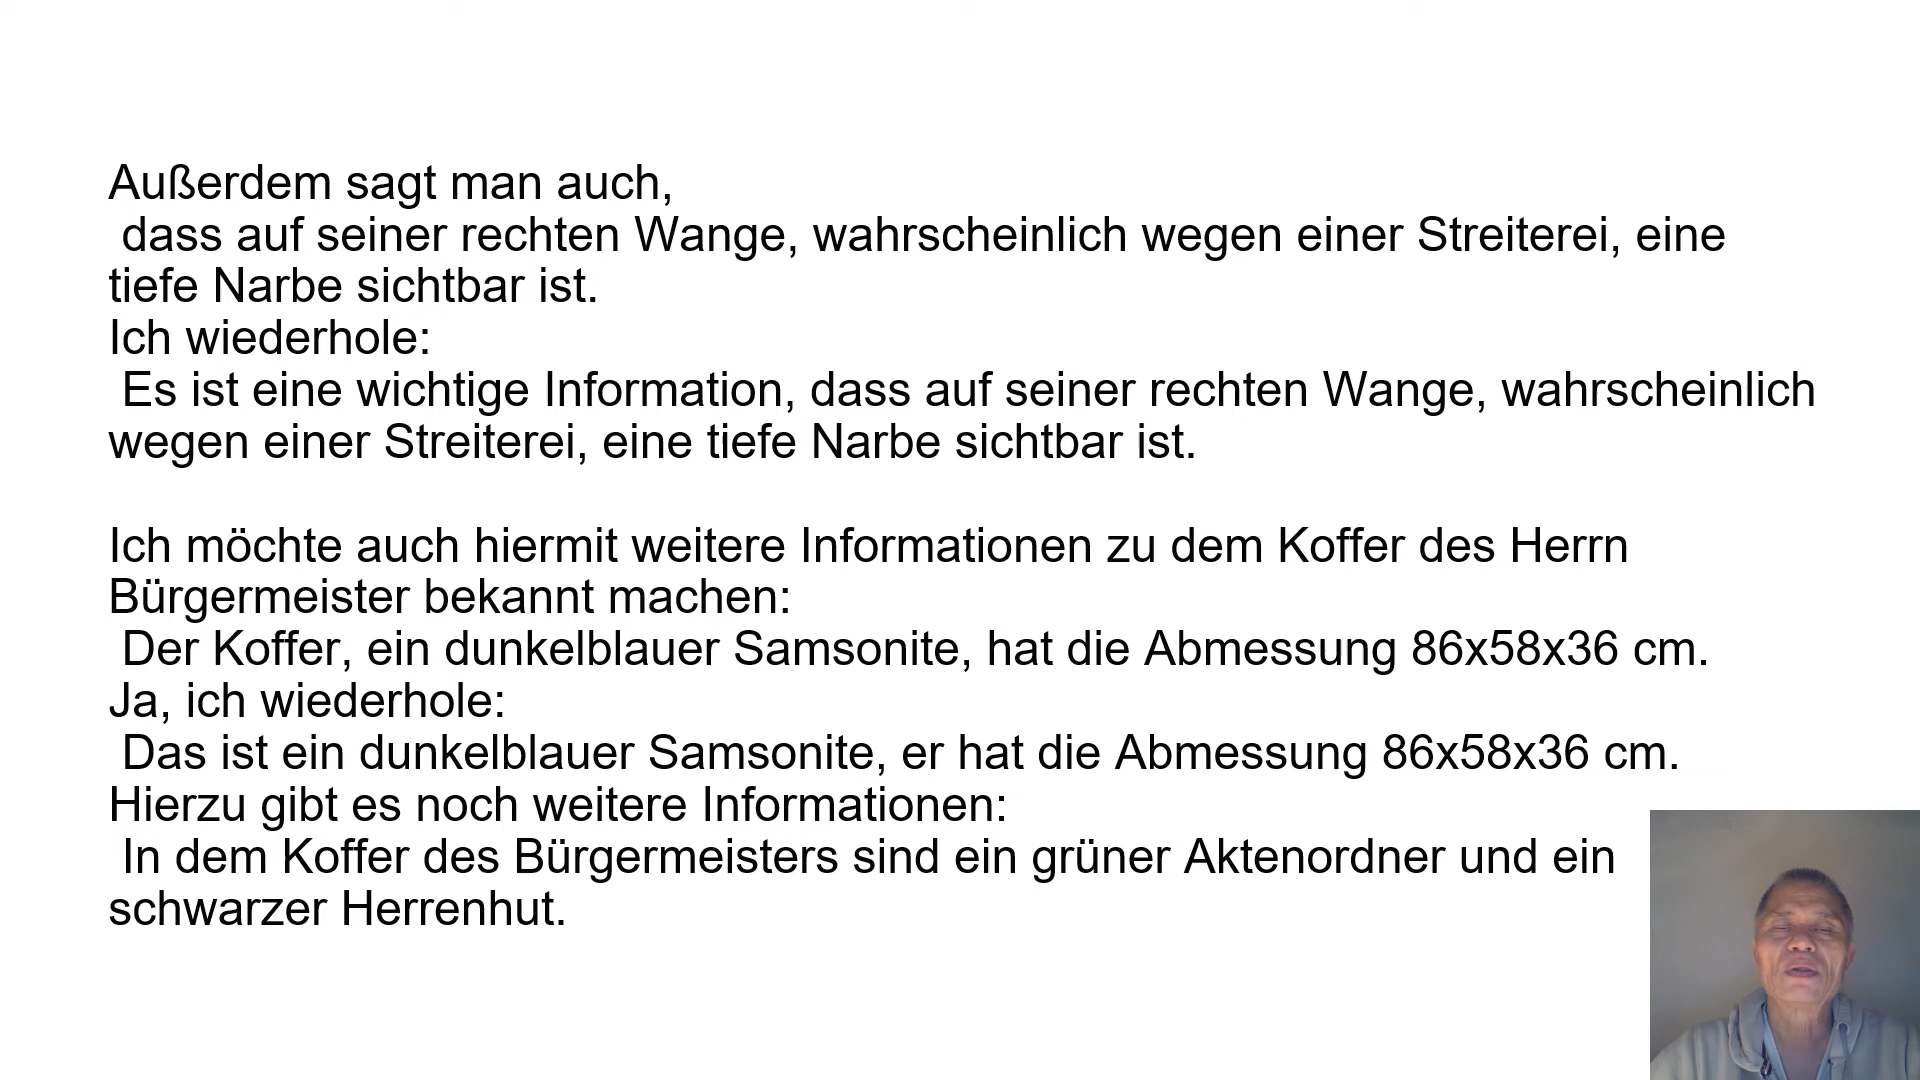 Außerdem sagt man auch,
dass auf seiner rechten Wange, wahrscheinlich wegen einer Streiterei, eine
tiefe Narbe sichtbar ist.
Ich wiederhole:
Es ist eine wichtige Information, dass auf seiner rechten Wange, wahrscheinlich
wegen einer Streiterei, eine tiefe Narbe sichtbar ist.
Ich möchte auch hiermit weitere Informationen zu dem Koffer des Herrn
Bürgermeister bekannt machen:
Der Koffer, ein dunkelblauer Samsonite, hat die Abmessung 86x58x36 cm.
Ja, ich wiederhole:
Das ist ein dunkelblauer Samsonite, er hat die Abmessung 86x58x36 cm.
Hierzu gibt es noch weitere Informationen:
In dem Koffer des Bürgermeisters sind ein grüner Aktenordner und ein
schwarzer Herrenhut.